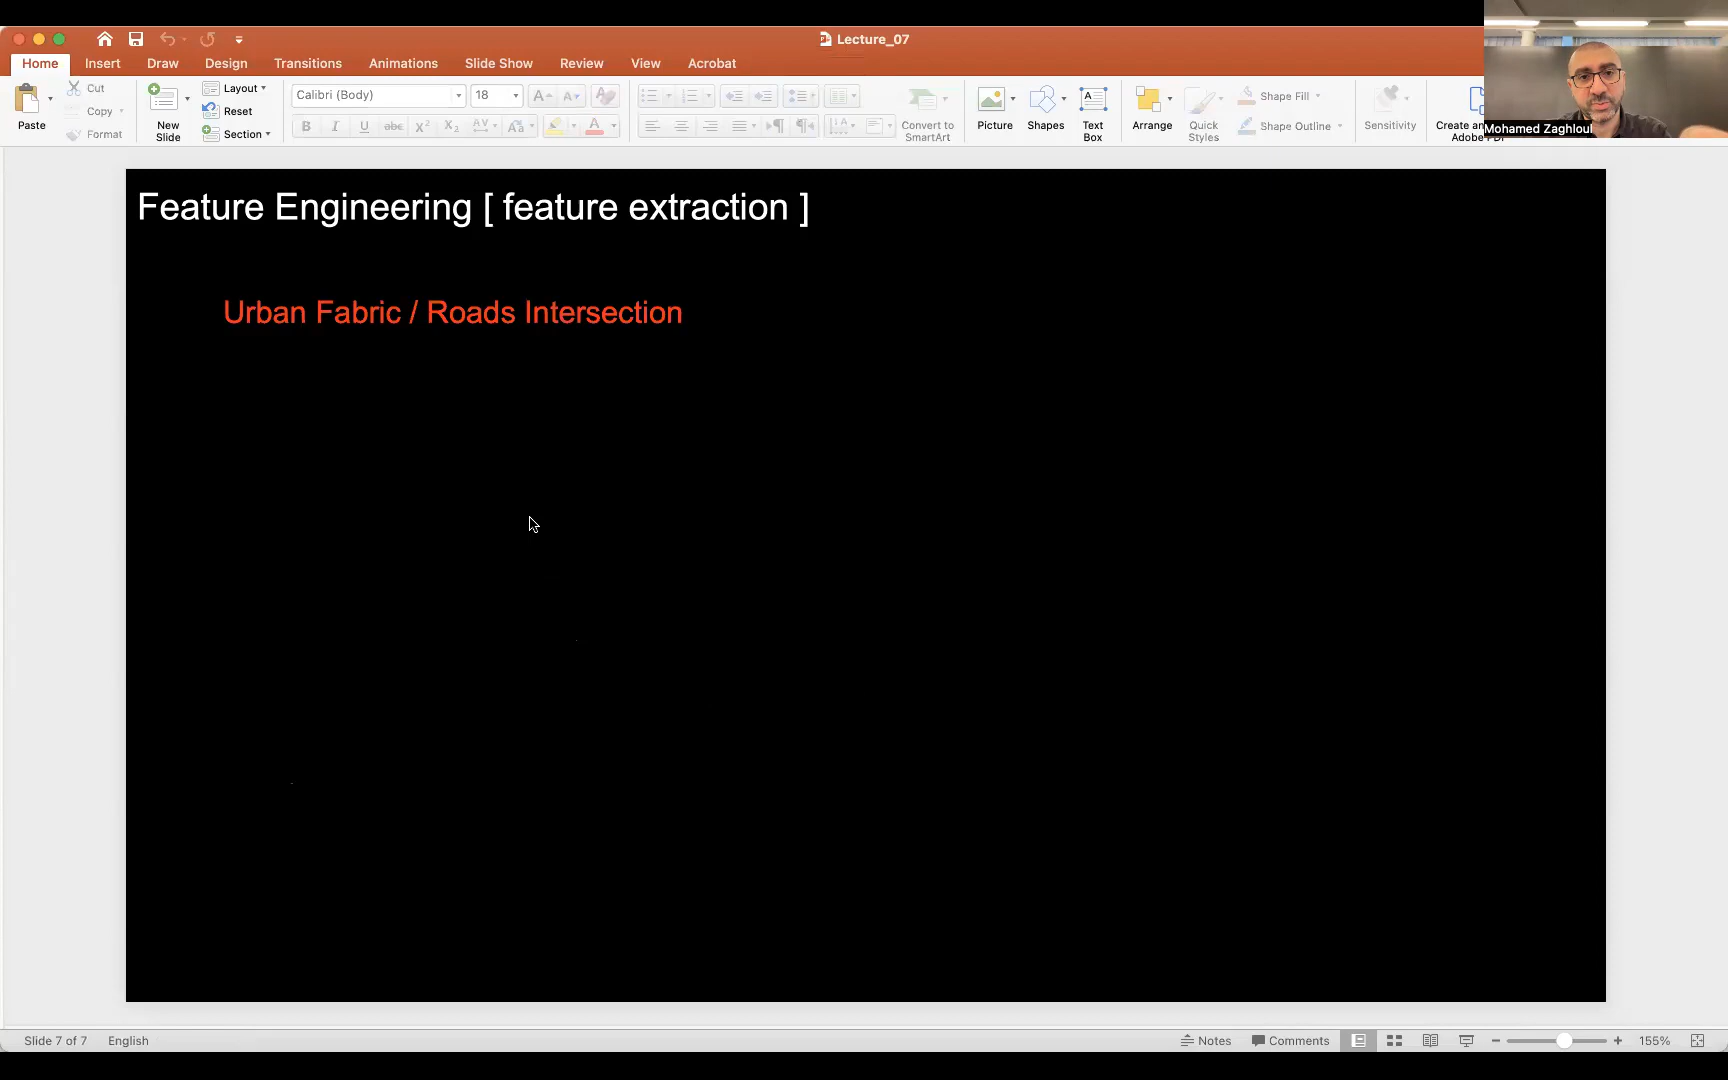 Lecture_07
Home Insert Draw Design Transitions Animations Slide Show Review View Acrobat
Paste
Cut
Copy
Format
New Slide
Layout
Reset
Section
Calibri (Body) 18
Convert to SmartArt
Picture
Shapes
Text Box
Arrange
Quick Styles
Shape Fill
Shape Outline
Sensitivity
Create an
Mohamed Zaghloul
Feature Engineering [ feature extraction ]
Urban Fabric / Roads Intersection
Slide 7 of 7 English Notes Comments 155%